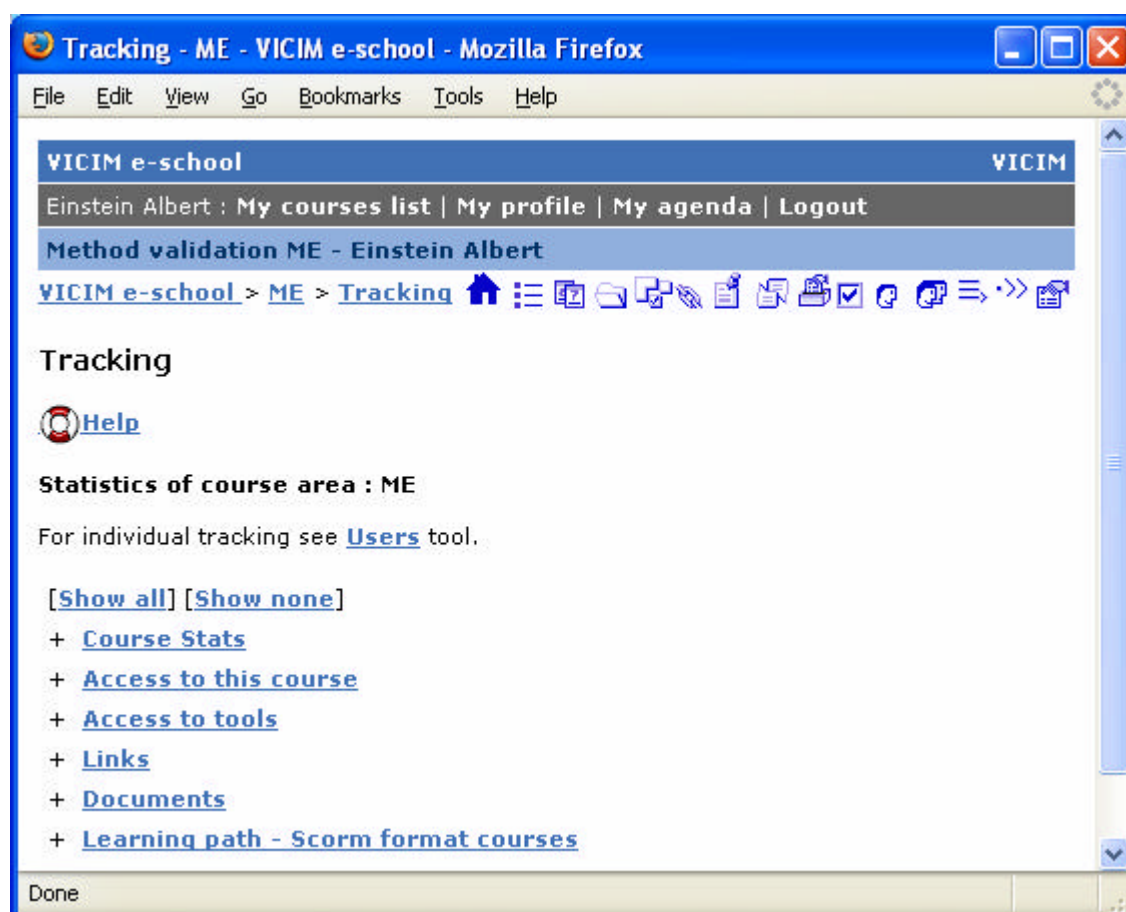 Tracking - ME - VICIM e-school - Mozilla Firefox
File Edit View Go Bookmarks Tools Help
VICIM e-school VICIM
Einstein Albert : My courses list | My profile | My agenda | Logout
Method validation ME - Einstein Albert
VICIM e-school > ME > Tracking
Tracking
Help
Statistics of course area : ME
For individual tracking see Users tool.
[Show all] [Show none]
+ Course Stats
+ Access to this course
+ Access to tools
+ Links
+ Documents
+ Learning path - Scorm format courses
Done